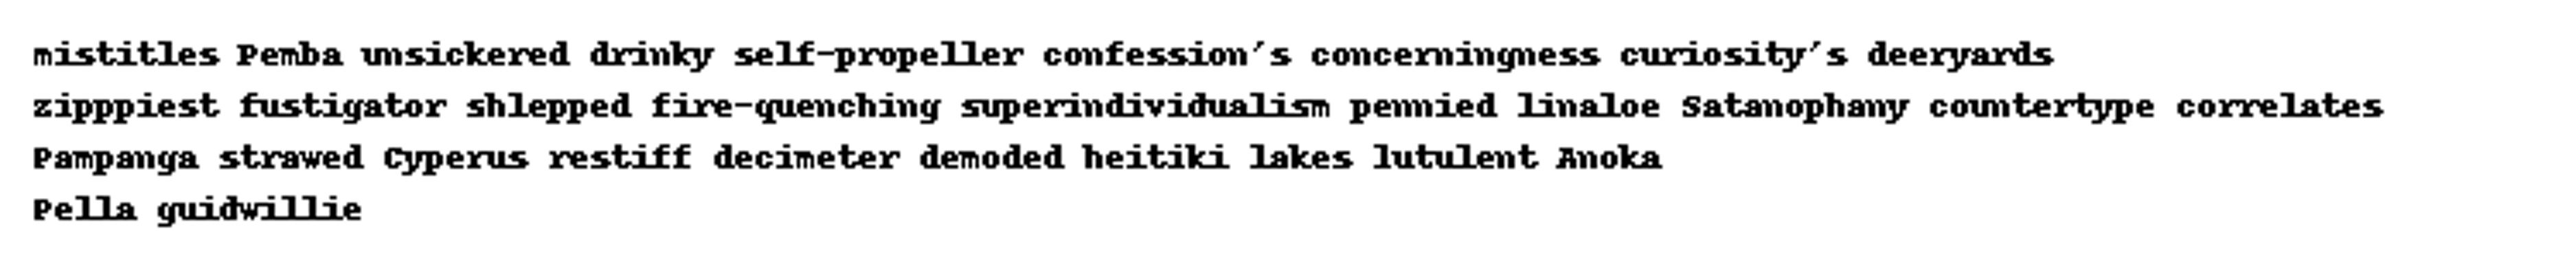 mistitles Pemba unsickered drinky self-propeller confession's concerningness curiosity's deeryards
zipppiest fustigator shlepped fire-quenching superindividualism pennied linaloe Satanophany countertype correlates
Pampanga strawed Cyperus restiff decimeter demoded heitiki lakes lutulent Anoka
Pella guidwillie